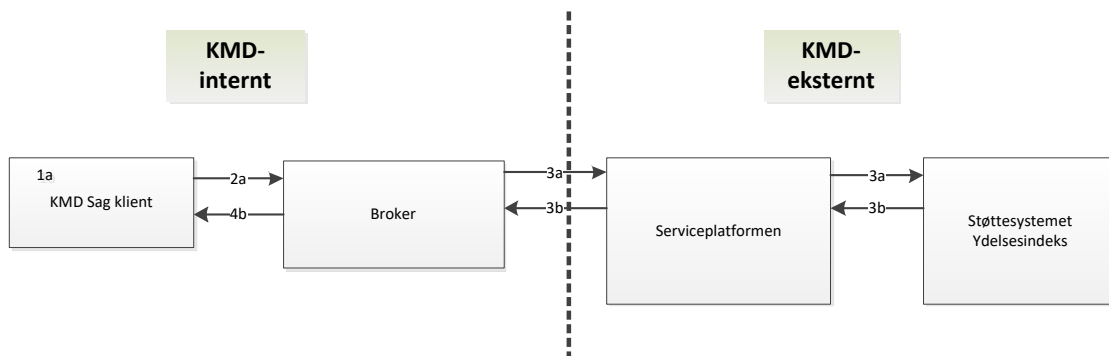 KMD-
internt
KMD-
eksternt
1a
KMD Sag klient
2a
4b
Broker
3a
3b
Serviceplatformen
3a
3b
Støttesystemet
Ydelsesindeks